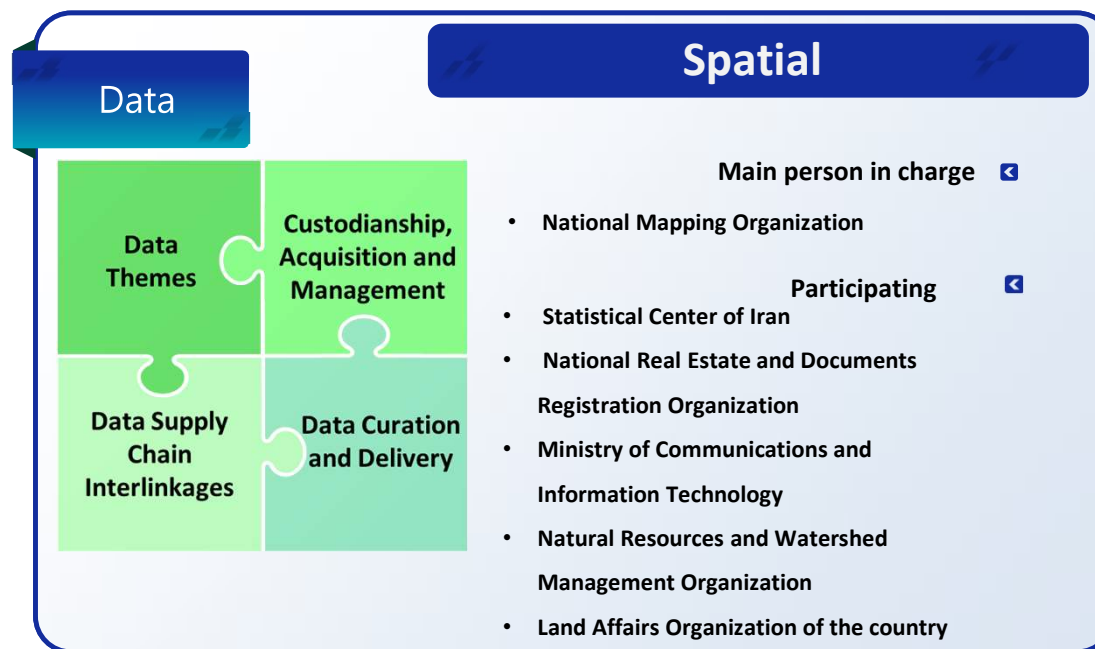 Spatial
Data
Data
Themes
Custodianship,
Acquisition and
Management
Data Supply
Chain
Interlinkages
Data Curation
and Delivery
Main person in charge
• National Mapping Organization
Participating
• Statistical Center of Iran
• National Real Estate and Documents
Registration Organization
• Ministry of Communications and
Information Technology
• Natural Resources and Watershed
Management Organization
• Land Affairs Organization of the country